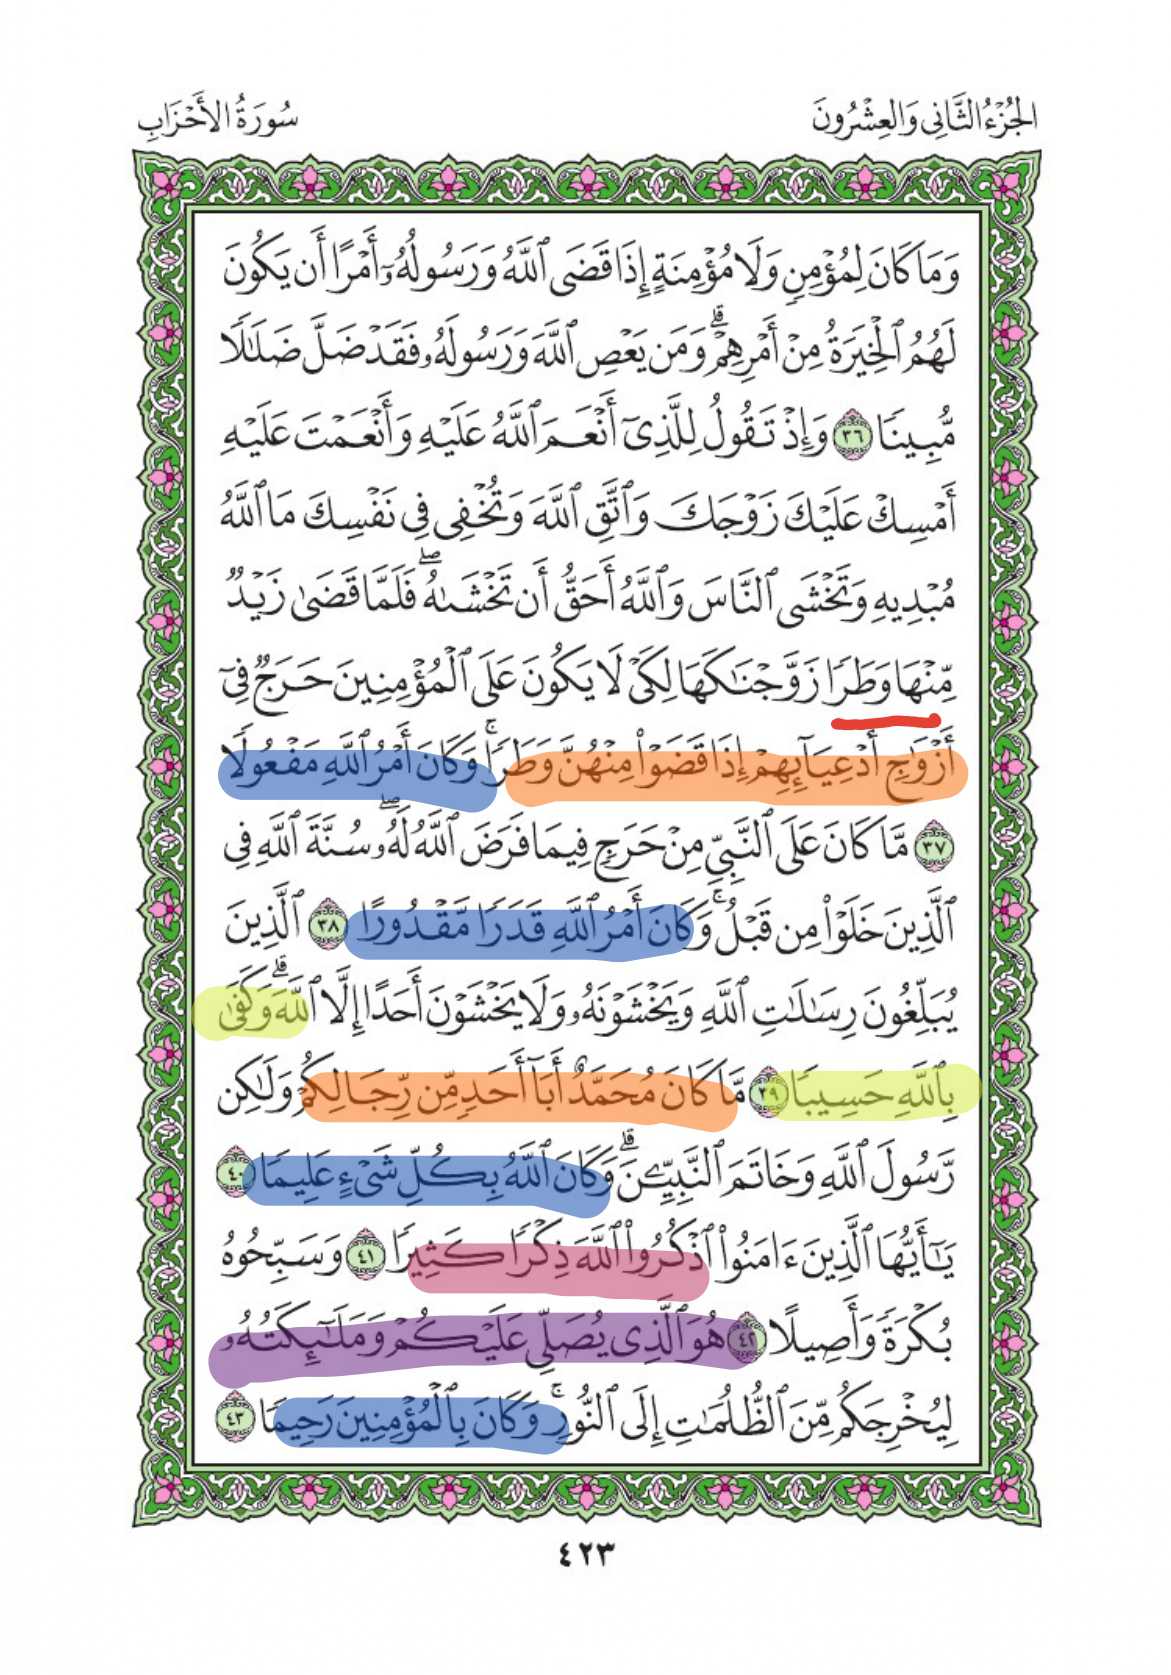 الجُزْءُ الثَّانِي وَالعِشْرُونَ
سُورَةُ الأَحْزَابِ
وَمَا كَانَ لِمُؤْمِنٍ وَلَا مُؤْمِنَةٍ إِذَا قَضَى ٱللَّهُ وَرَسُولُهُۥٓ أَمْرًا أَن يَكُونَ
لَهُمُ ٱلْخِيَرَةُ مِنْ أَمْرِهِمْۗ وَمَن يَعْصِ ٱللَّهَ وَرَسُولَهُۥ فَقَدْ ضَلَّ ضَلَـٰلًا
مُّبِينًا ٣٦ وَإِذْ تَقُولُ لِلَّذِىٓ أَنْعَمَ ٱللَّهُ عَلَيْهِ وَأَنْعَمْتَ عَلَيْهِ
أَمْسِكْ عَلَيْكَ زَوْجَكَ وَٱتَّقِ ٱللَّهَ وَتُخْفِى فِى نَفْسِكَ مَا ٱللَّهُ
مُبْدِيهِ وَتَخْشَى ٱلنَّاسَ وَٱللَّهُ أَحَقُّ أَن تَخْشَىٰهُۖ فَلَمَّا قَضَىٰ زَيْدٌ
مِّنْهَا وَطَرًا زَوَّجْنَـٰكَهَا لِكَىْ لَا يَكُونَ عَلَى ٱلْمُؤْمِنِينَ حَرَجٌ فِىٓ
أَزْوَٰجِ أَدْعِيَآئِهِمْ إِذَا قَضَوْا۟ مِنْهُنَّ وَطَرًاۚ وَكَانَ أَمْرُ ٱللَّهِ مَفْعُولًا
٣٧ مَّا كَانَ عَلَى ٱلنَّبِىِّ مِنْ حَرَجٍ فِيمَا فَرَضَ ٱللَّهُ لَهُۥۖ سُنَّةَ ٱللَّهِ فِى
ٱلَّذِينَ خَلَوْا۟ مِن قَبْلُۚ وَكَانَ أَمْرُ ٱللَّهِ قَدَرًا مَّقْدُورًا ٣٨ ٱلَّذِينَ
يُبَلِّغُونَ رِسَـٰلَـٰتِ ٱللَّهِ وَيَخْشَوْنَهُۥ وَلَا يَخْشَوْنَ أَحَدًا إِلَّا ٱللَّهَۗ وَكَفَىٰ
بِٱللَّهِ حَسِيبًا ٣٩ مَّا كَانَ مُحَمَّدٌ أَبَآ أَحَدٍ مِّن رِّجَالِكُمْ وَلَـٰكِن
رَّسُولَ ٱللَّهِ وَخَاتَمَ ٱلنَّبِيِّـۧنَۗ وَكَانَ ٱللَّهُ بِكُلِّ شَىْءٍ عَلِيمًا ٤٠
يَـٰٓأَيُّهَا ٱلَّذِينَ ءَامَنُوا۟ ٱذْكُرُوا۟ ٱللَّهَ ذِكْرًا كَثِيرًا ٤١ وَسَبِّحُوهُ
بُكْرَةً وَأَصِيلًا ٤٢ هُوَ ٱلَّذِى يُصَلِّى عَلَيْكُمْ وَمَلَـٰٓئِكَتُهُۥ
لِيُخْرِجَكُم مِّنَ ٱلظُّلُمَـٰتِ إِلَى ٱلنُّورِۚ وَكَانَ بِٱلْمُؤْمِنِينَ رَحِيمًا ٤٣
٤٢٣